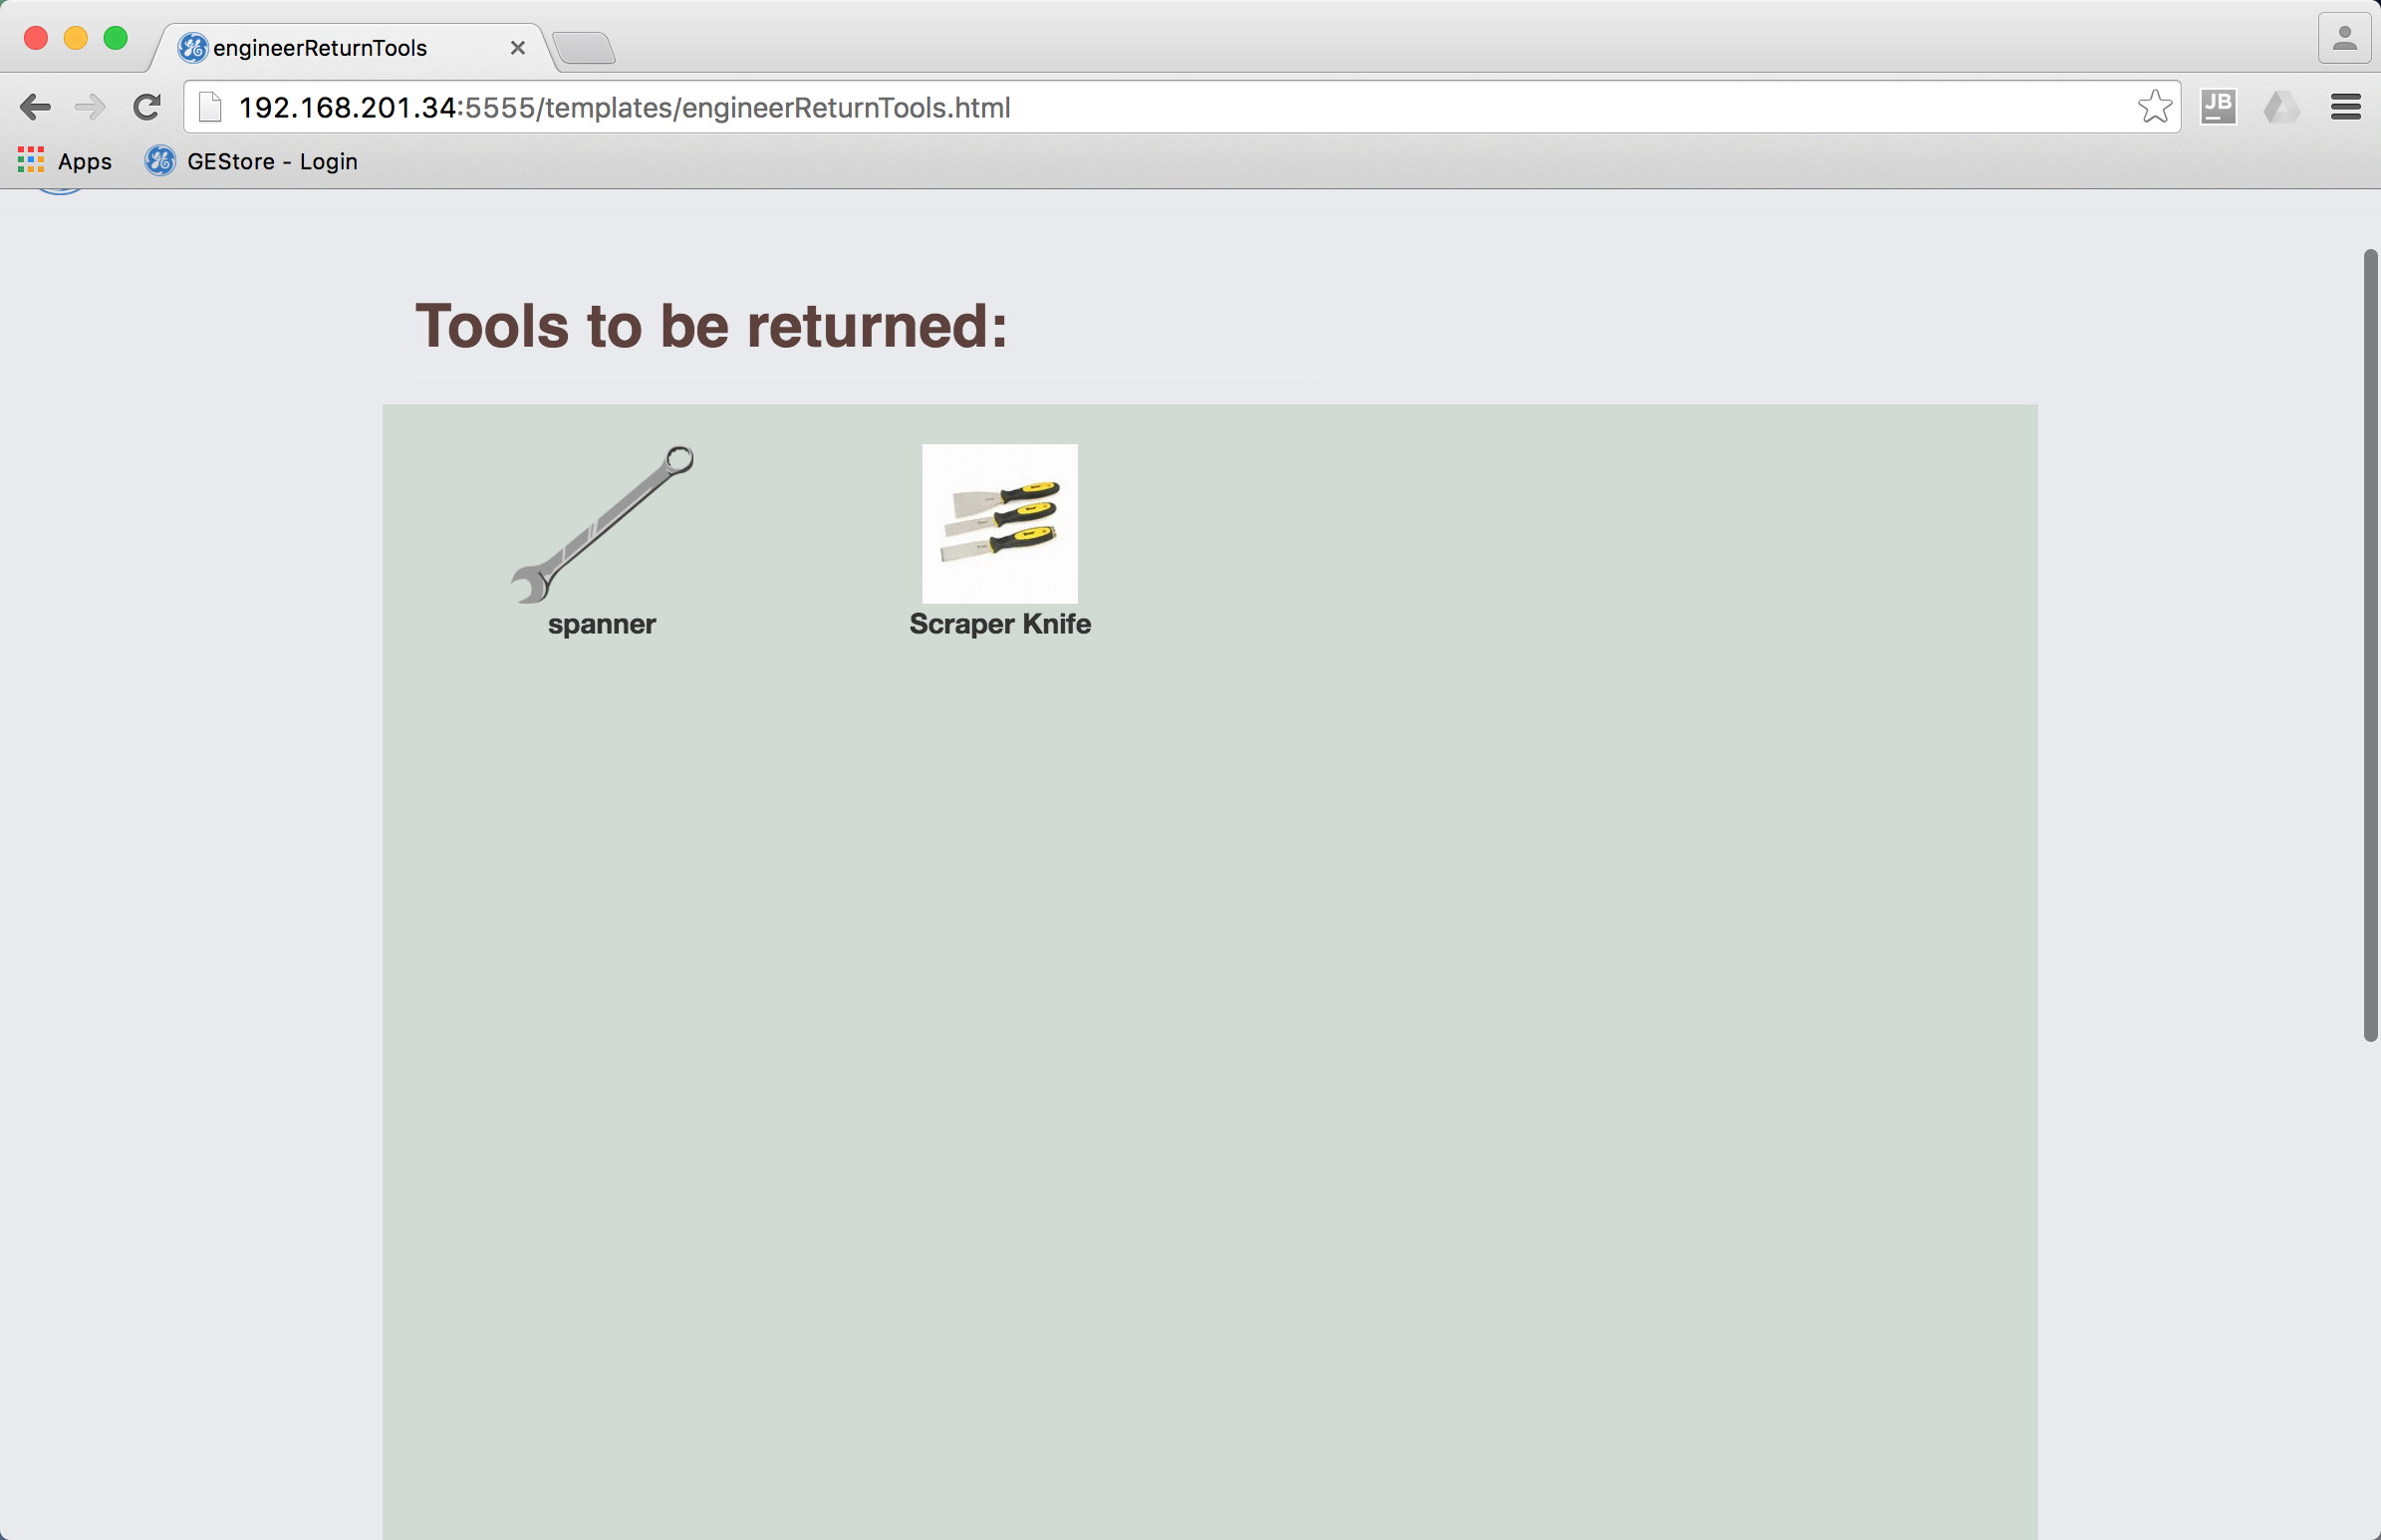 engineerReturnTools
192.168.201.34:5555/templates/engineerReturnTools.html
JB
Apps
GEStore - Login
Tools to be returned:
spanner
Scraper Knife